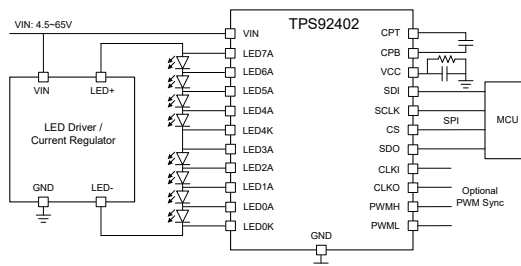 VIN: 4.5~65V
TPS92402
VIN
LED7A
LED6A
LED5A
LED4A
LED4K
LED3A
LED2A
LED1A
LED0A
LED0K
GND
CPT
CPB
VCC
SDI
SCLK
CS
SDO
CLKI
CLKO
PWMH
PWML
VIN
LED+
LED Driver /
Current Regulator
GND
LED-
SPI
MCU
Optional
PWM Sync